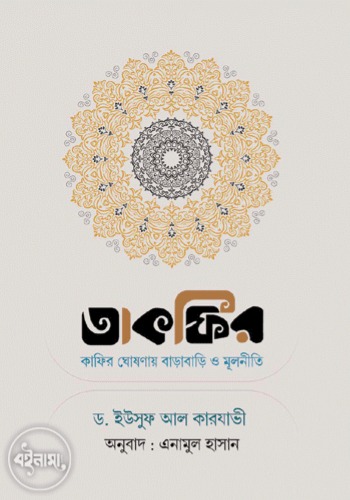 তাকফির
কাফির ঘোষণায় বাড়াবাড়ি ও মূলনীতি
ড. ইউসুফ আল কারযাভী
অনুবাদ : এনামুল হাসান
বইনামা